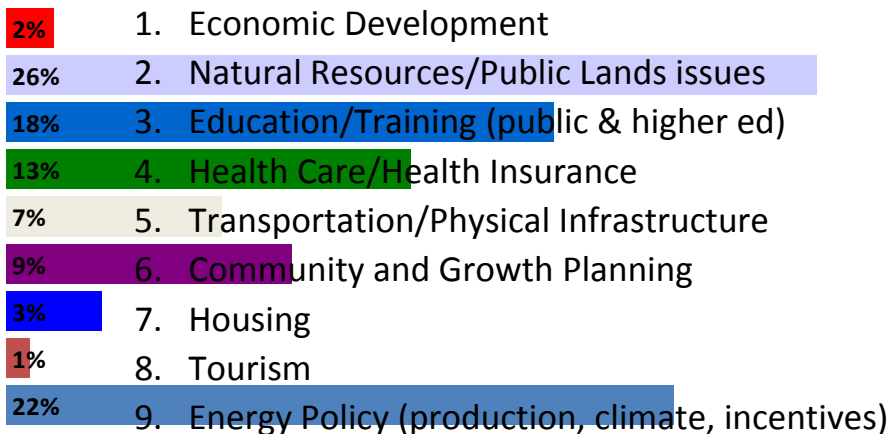 2% 1. Economic Development
26% 2. Natural Resources/Public Lands issues
18% 3. Education/Training (public & higher ed)
13% 4. Health Care/Health Insurance
7% 5. Transportation/Physical Infrastructure
9% 6. Community and Growth Planning
3% 7. Housing
1% 8. Tourism
22% 9. Energy Policy (production, climate, incentives)